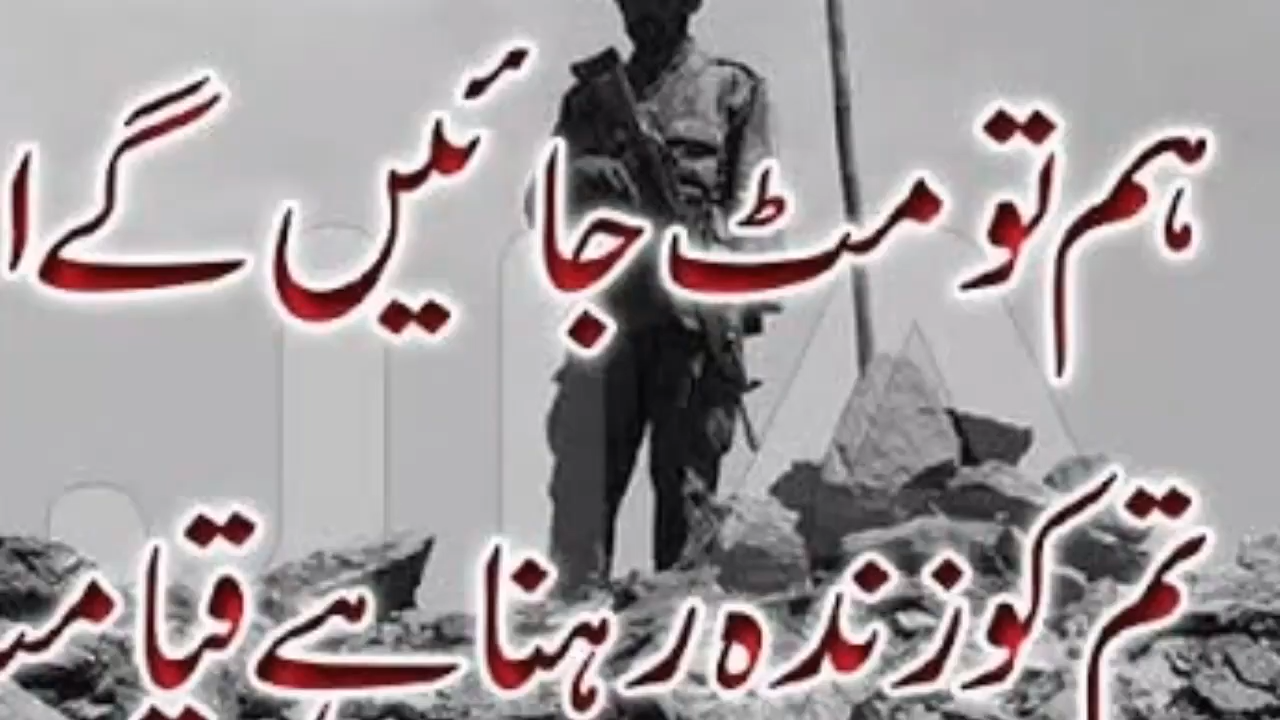 ہم تو مٹ جائیں گے ا
تم کو زندہ رہنا ہے